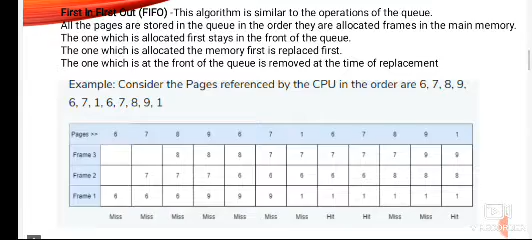 First In First Out (FIFO) -This algorithm is similar to the operations of the queue.
All the pages are stored in the queue in the order they are allocated frames in the main memory.
The one which is allocated first stays in the front of the queue.
The one which is allocated the memory first is replaced first.
The one which is at the front of the queue is removed at the time of replacement
Example: Consider the Pages referenced by the CPU in the order are 6, 7, 8, 9,
6, 7, 1, 6, 7, 8, 9, 1
Pages >> 6 7 8 9 6 7 1 6 7 8 9 1
Frame 3 8 8 8 7 7 7 7 7 9 9
Frame 2 7 7 7 6 6 6 6 6 8 8 8
Frame 1 6 6 6 9 9 9 1 1 1 1 1 1
Miss Miss Miss Miss Miss Miss Miss Hit Hit Miss Miss Hit